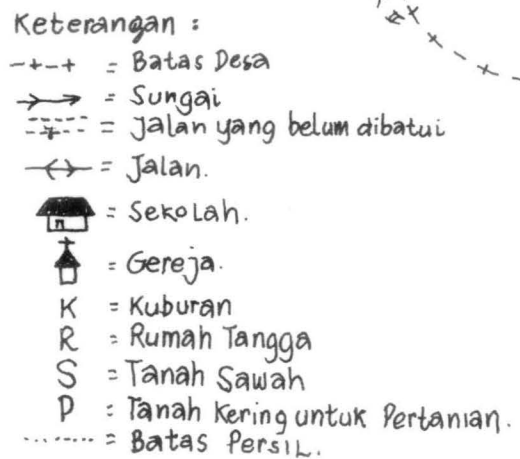 Keterangan :
-+-+ = Batas Desa
= Sungai
= Jalan yang belum dibatui
= Jalan.
= Sekolah.
= Gereja.
K = Kuburan
R = Rumah Tangga
S = Tanah Sawah
P = Tanah Kering untuk Pertanian.
........ = Batas Persil.